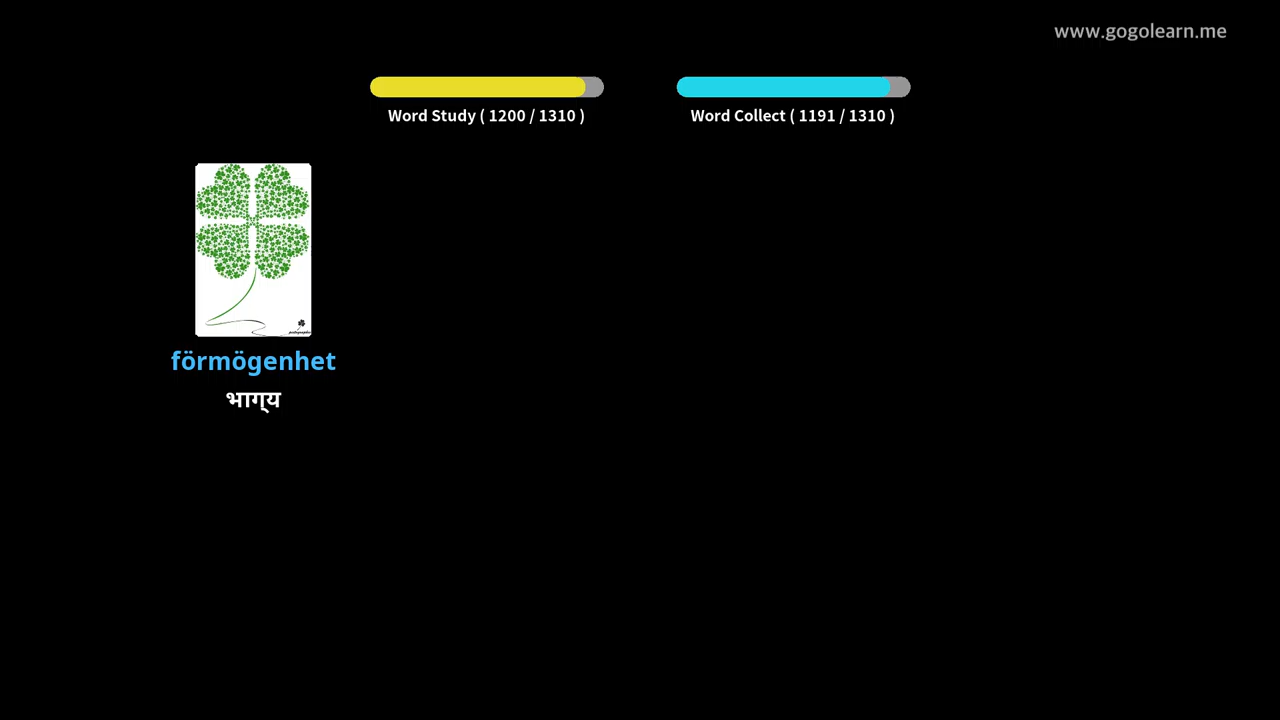 www.gogolearn.me
Word Study ( 1200 / 1310 )
Word Collect ( 1191 / 1310 )
förmögenhet
भाग्‍य